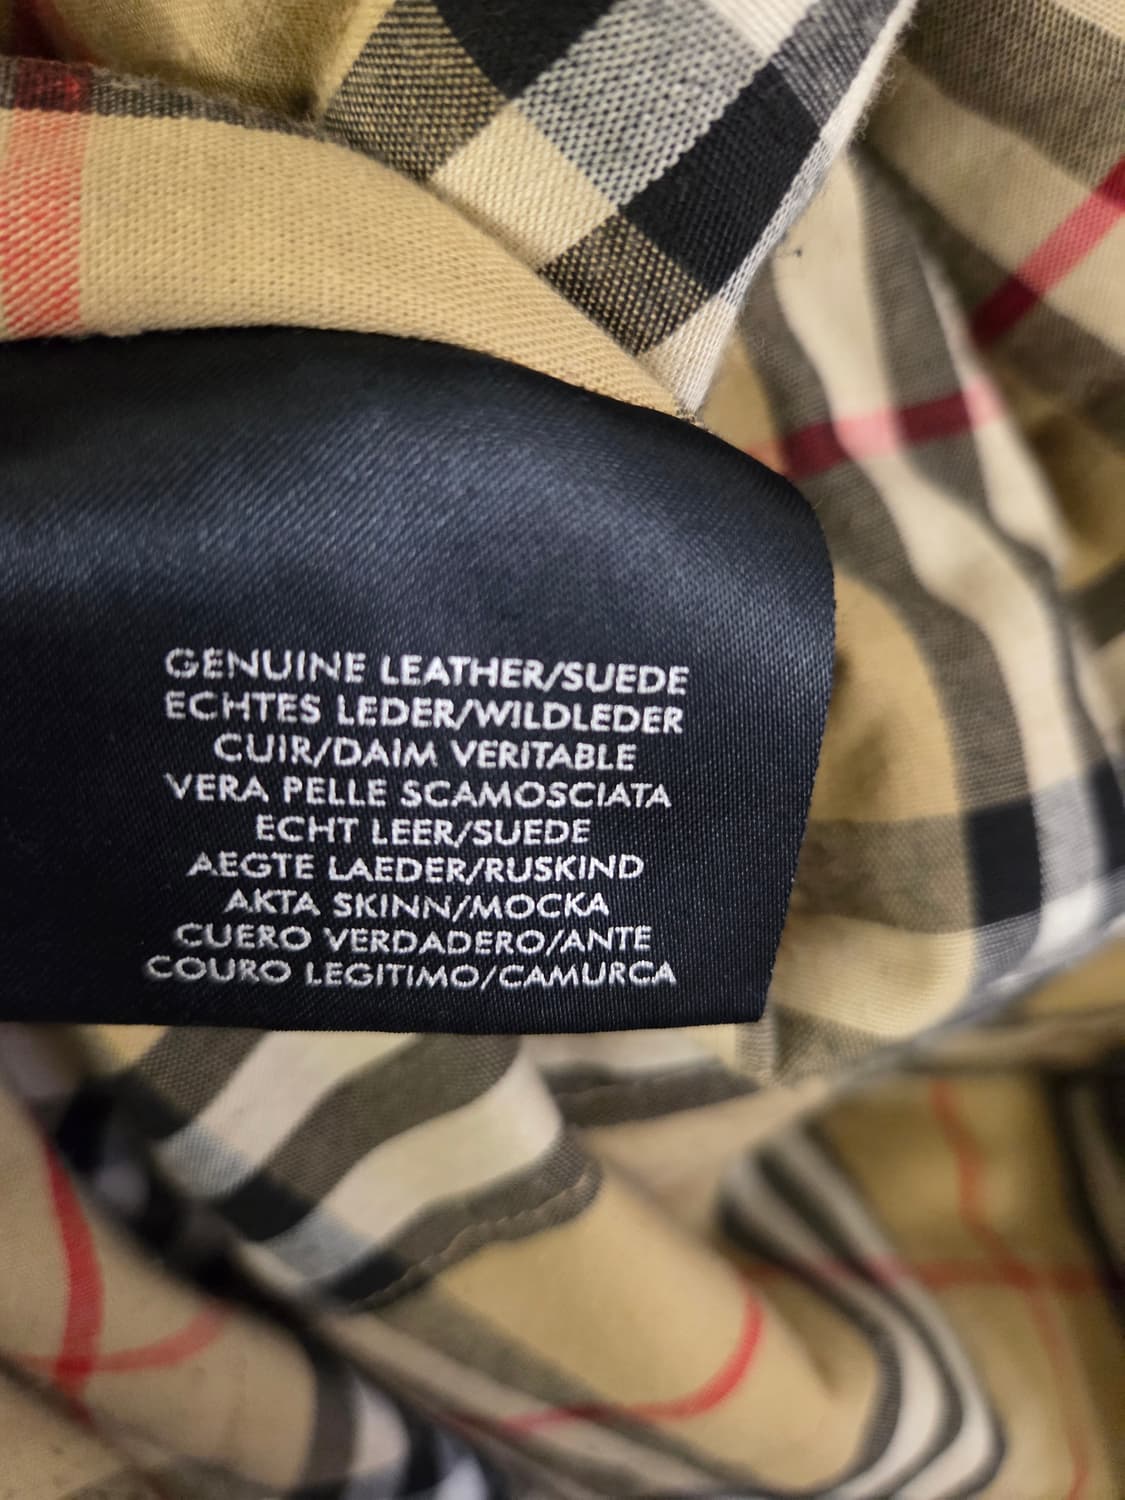 GENUINE LEATHER/SUEDE
ECHTES LEDER/WILDLEDER
CUIR/DAIM VERITABLE
VERA PELLE SCAMOSCIATA
ECHT LEER/SUEDE
AEGTE LAEDER/RUSKIND
AKTA SKINN/MOCKA
CUERO VERDADERO/ANTE
COURO LEGITIMO/CAMURCA